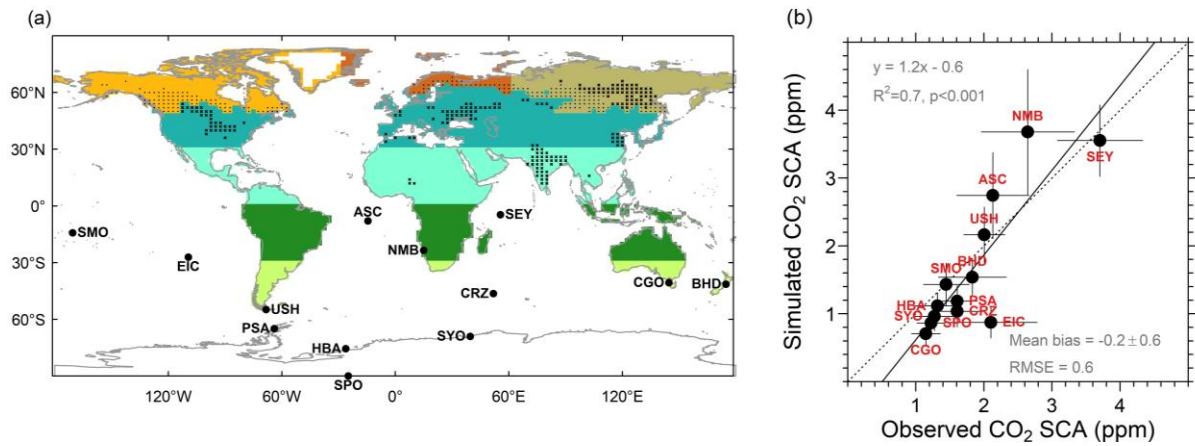 (a)
60°N
30°N
0°
30°S
60°S
120°W
60°W
0°
60°E
120°E
SMO
EIC
ASC
SEY
NMB
CGO
BHD
CRZ
USH
PSA
HBA
SYO
SPO
(b)
y = 1.2x - 0.6
R²=0.7, p<0.001
NMB
SEY
ASC
USH
BHD
SMO
HBA
PSA
SYO
CRZ
SPO
EIC
CGO
Mean bias = -0.2±0.6
RMSE = 0.6
Simulated CO₂ SCA (ppm)
4
3
2
1
0
1
2
3
4
Observed CO₂ SCA (ppm)